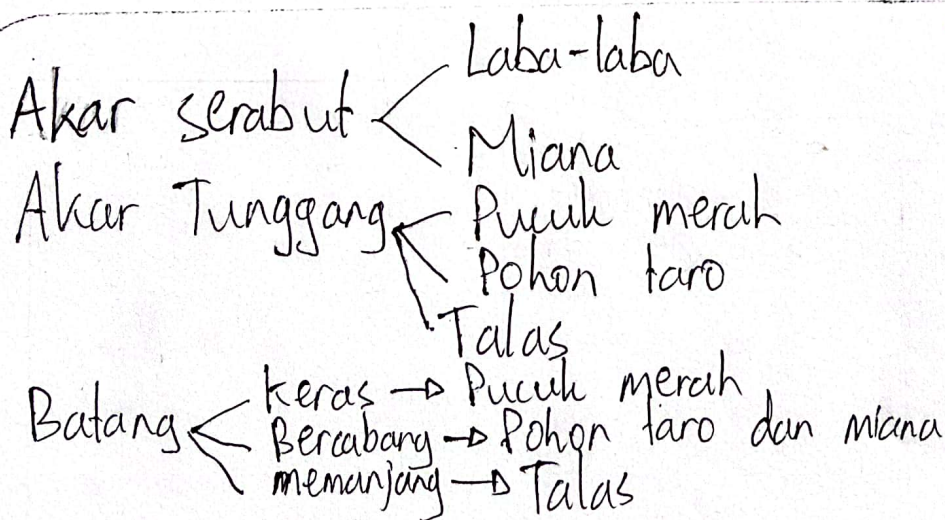 Laba-laba
Akar serabut
Miana
Akar Tunggang
Pucuk merah
Pohon taro
Talas
Batang
Keras → Pucuk merah
Bercabang → Pohon taro dan miana
memanjang → Talas